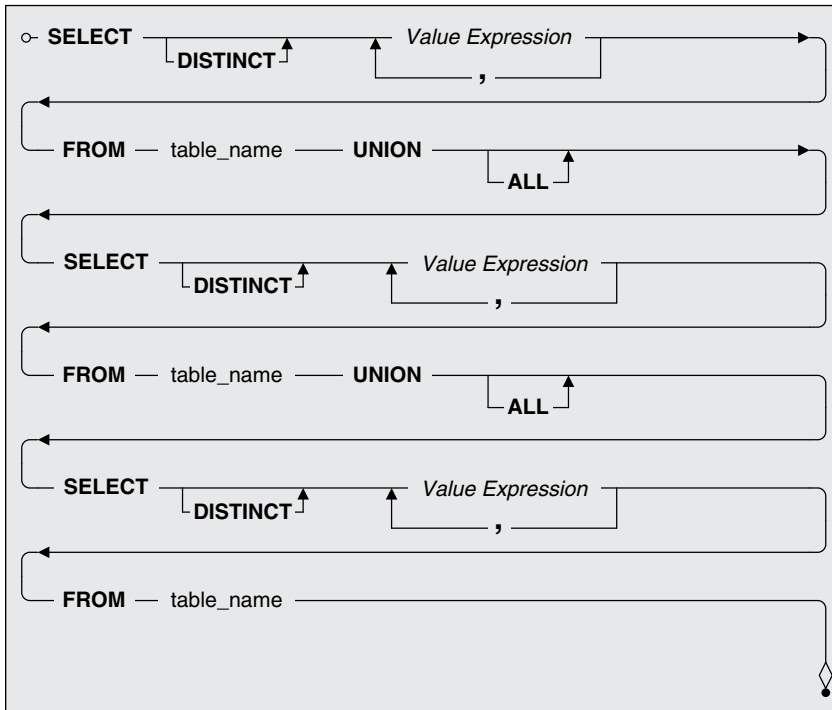 SELECT Value Expression
DISTINCT ,
FROM table_name UNION
ALL
SELECT Value Expression
DISTINCT ,
FROM table_name UNION
ALL
SELECT Value Expression
DISTINCT ,
FROM table_name